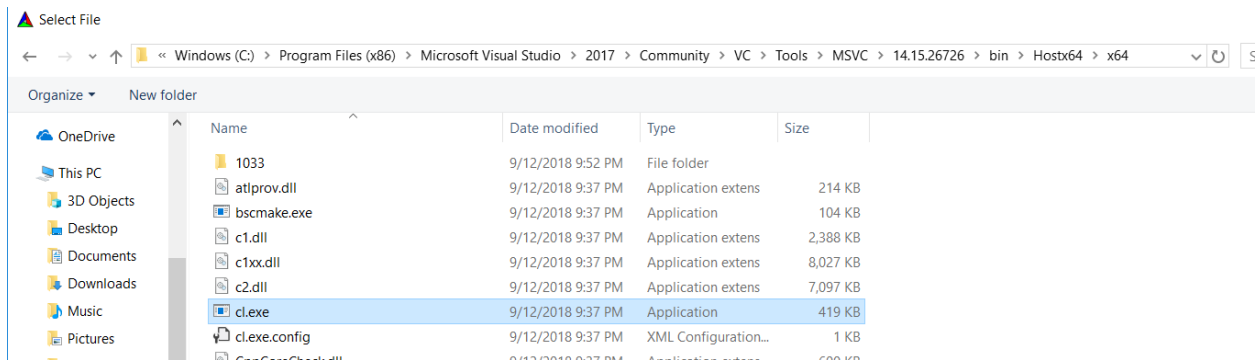 Select File
« Windows (C:) > Program Files (x86) > Microsoft Visual Studio > 2017 > Community > VC > Tools > MSVC > 14.15.26726 > bin > Hostx64 > x64
Organize New folder
Name Date modified Type Size
OneDrive
This PC
3D Objects
Desktop
Documents
Downloads
Music
Pictures
1033 9/12/2018 9:52 PM File folder
atlprov.dll 9/12/2018 9:37 PM Application extens 214 KB
bscmake.exe 9/12/2018 9:37 PM Application 104 KB
c1.dll 9/12/2018 9:37 PM Application extens 2,388 KB
c1xx.dll 9/12/2018 9:37 PM Application extens 8,027 KB
c2.dll 9/12/2018 9:37 PM Application extens 7,097 KB
cl.exe 9/12/2018 9:37 PM Application 419 KB
cl.exe.config 9/12/2018 9:37 PM XML Configuration... 1 KB